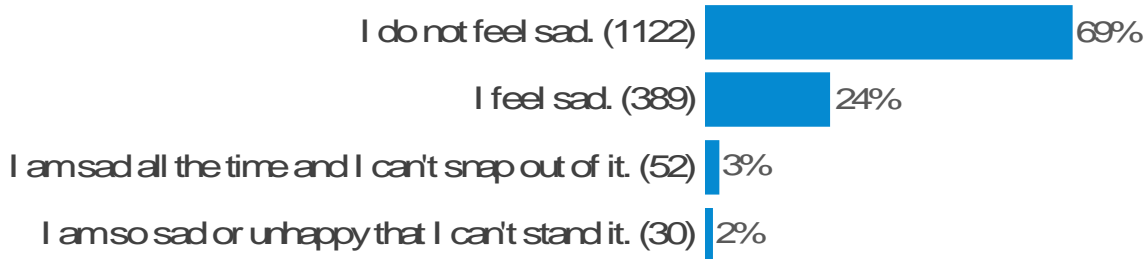 I do not feel sad. (1122) 69%
I feel sad. (389) 24%
I am sad all the time and I can't snap out of it. (52) 3%
I am so sad or unhappy that I can't stand it. (30) 2%